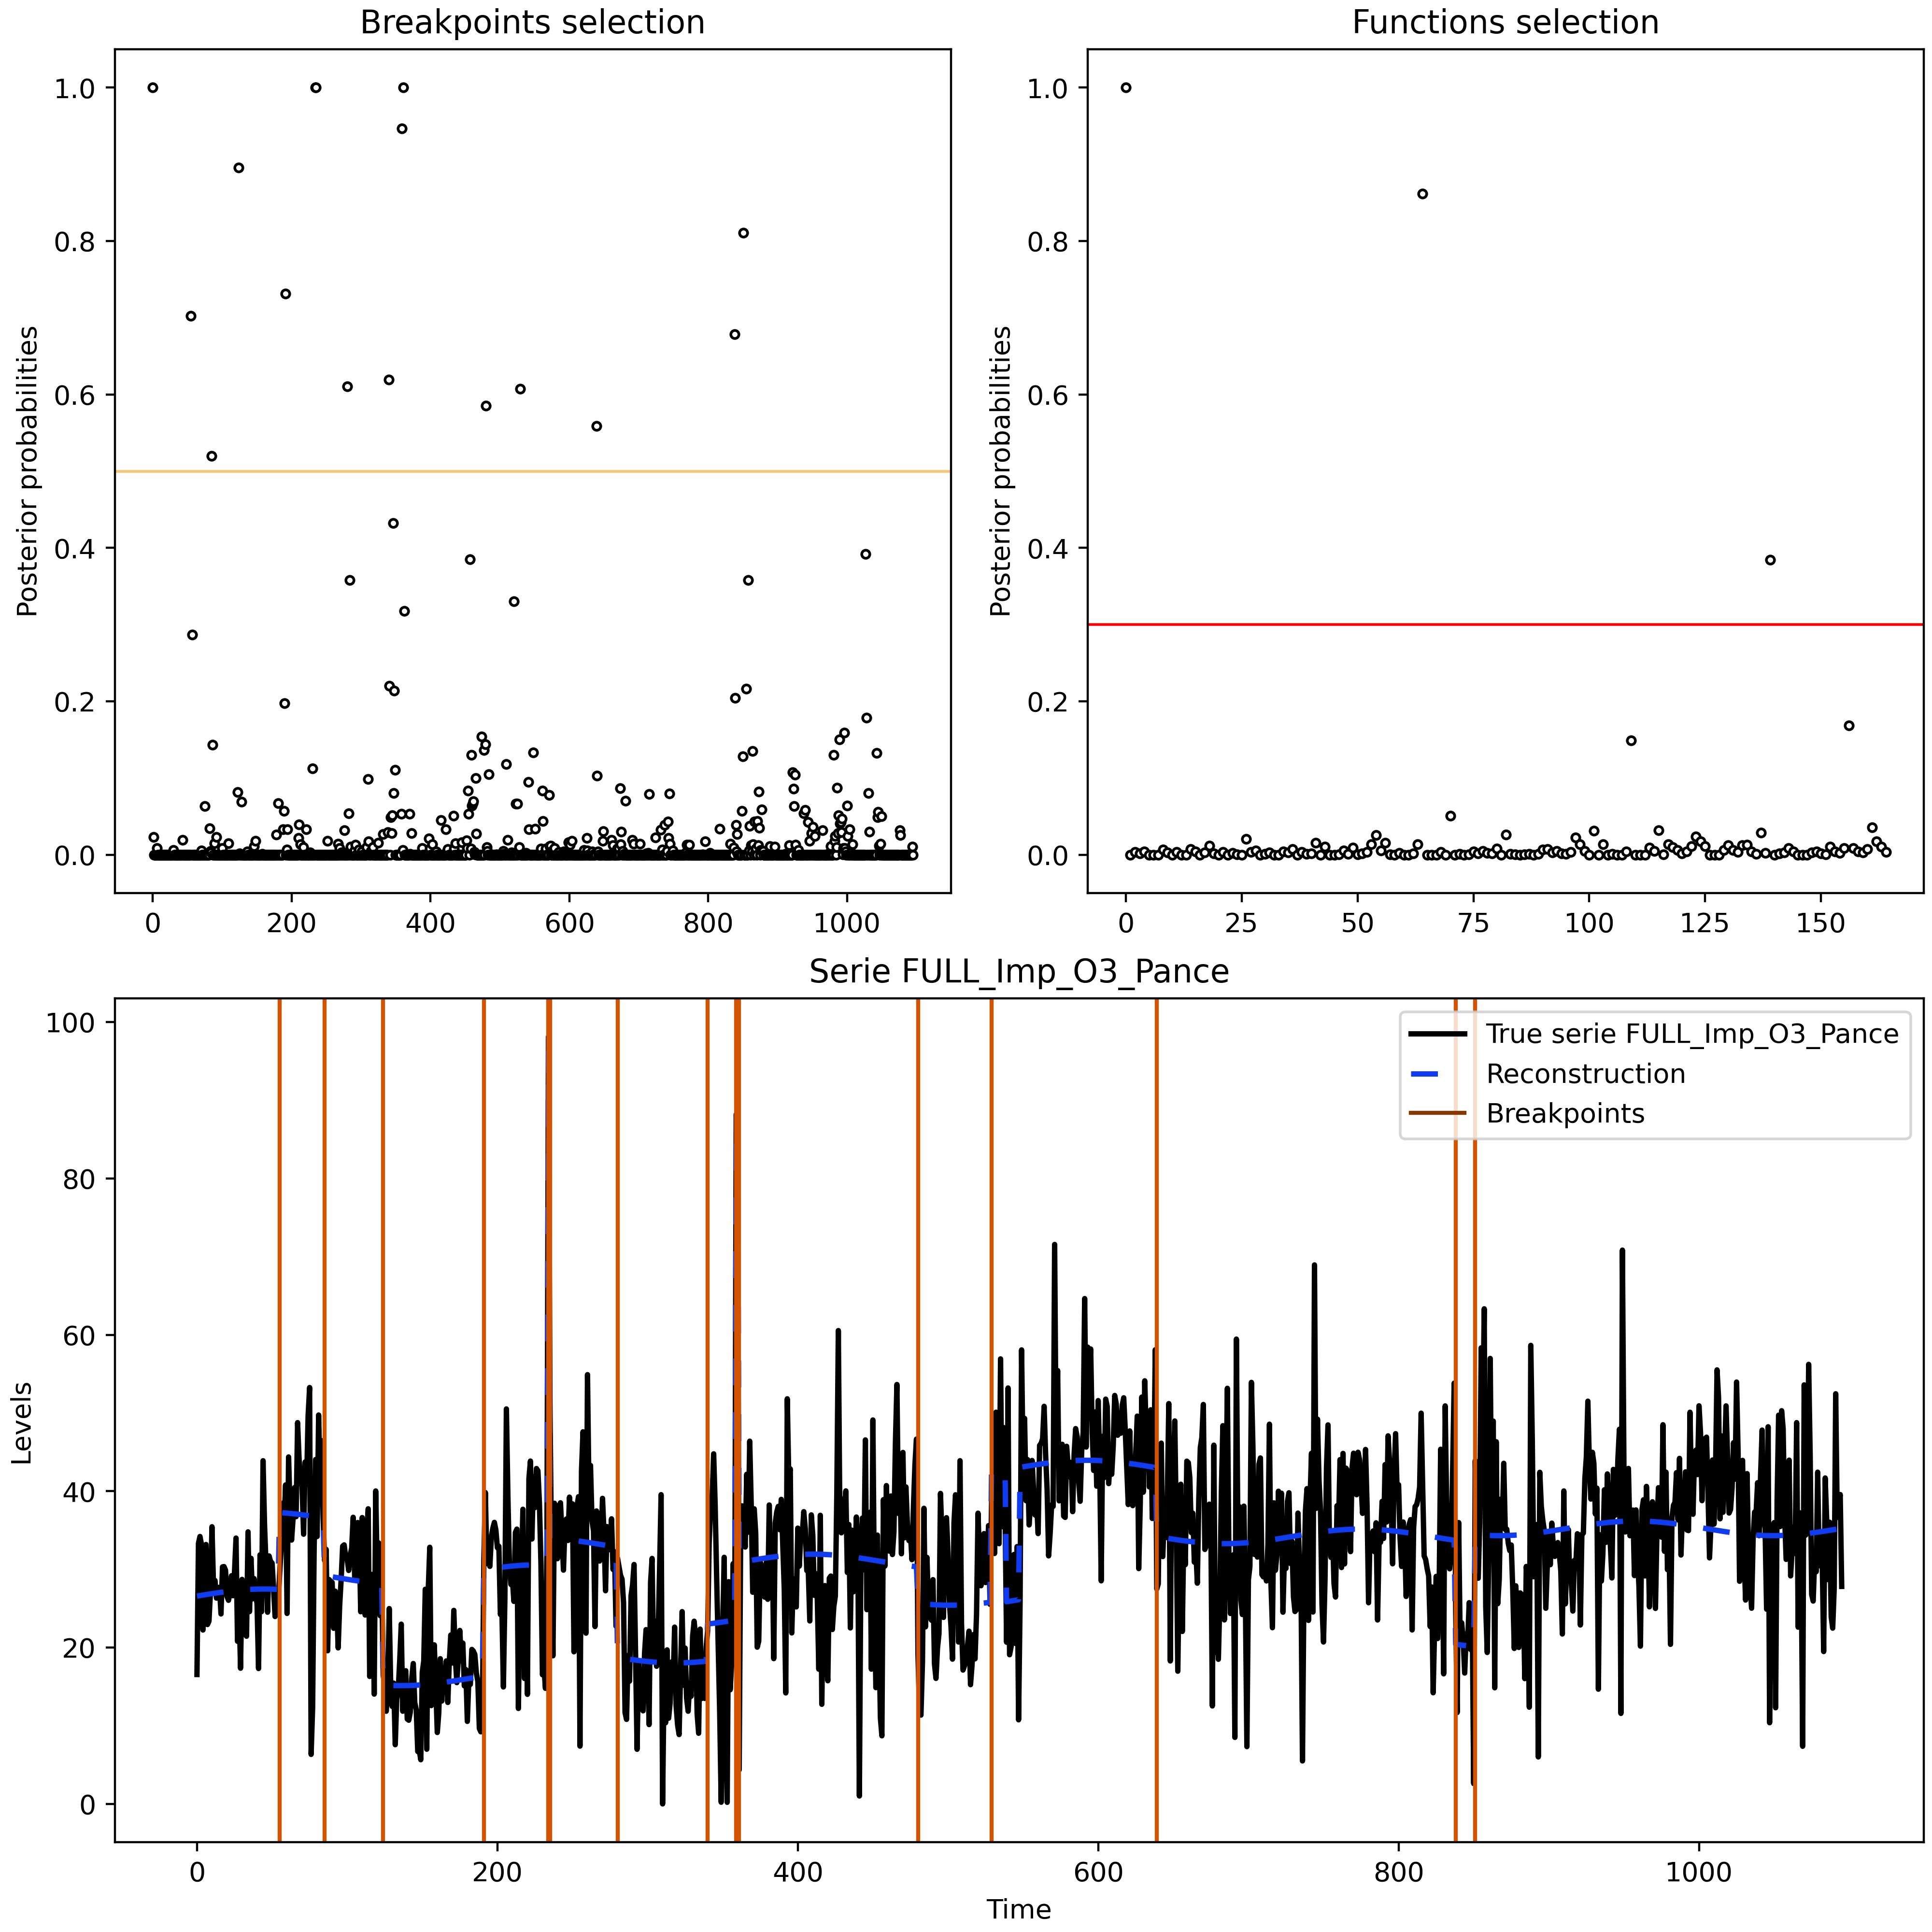 Breakpoints selection
Posterior probabilities
1.0
0.8
0.6
0.4
0.2
0.0
0 200 400 600 800 1000
Functions selection
Posterior probabilities
1.0
0.8
0.6
0.4
0.2
0.0
0 25 50 75 100 125 150
Serie FULL_Imp_O3_Pance
Levels
100
80
60
40
20
0
True serie FULL_Imp_O3_Pance
Reconstruction
Breakpoints
0 200 400 600 800 1000
Time